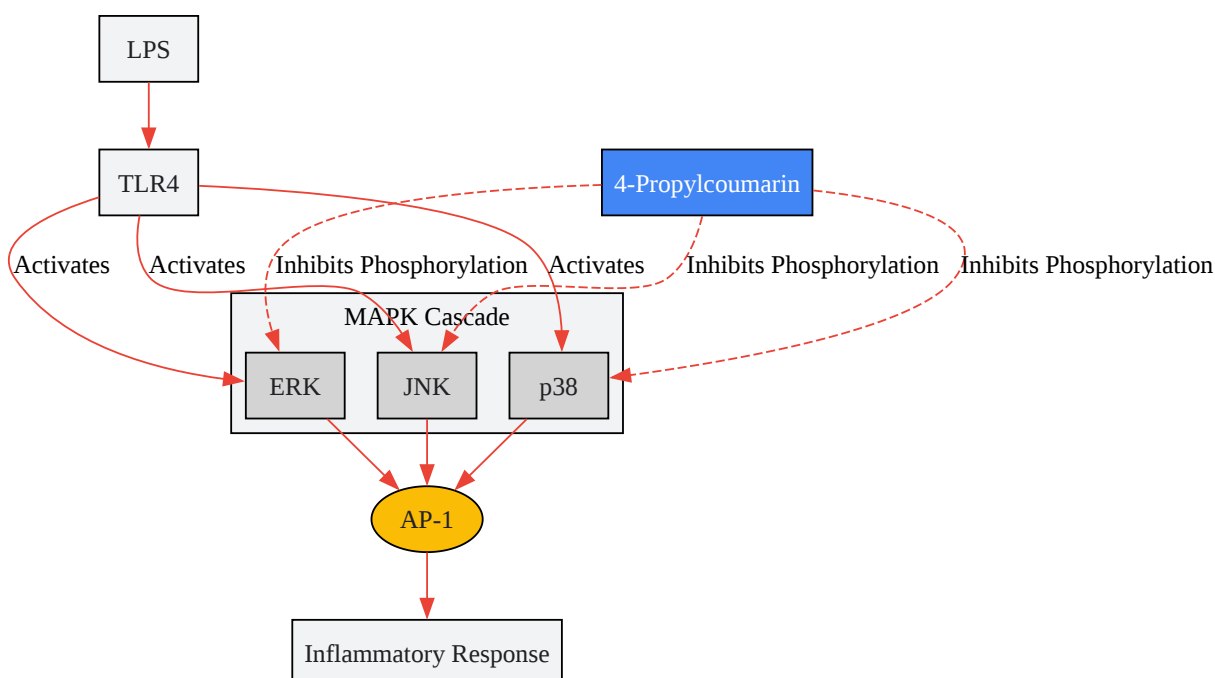 LPS
TLR4
4-Propylcoumarin
Activates
Activates
Inhibits Phosphorylation
Activates
Inhibits Phosphorylation
Inhibits Phosphorylation
MAPK Cascade
ERK
JNK
p38
AP-1
Inflammatory Response